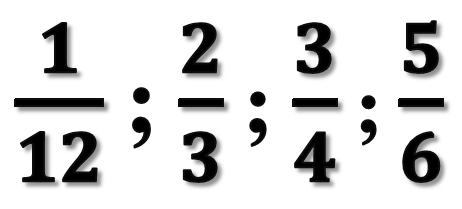 1/12 ; 2/3 ; 3/4 ; 5/6